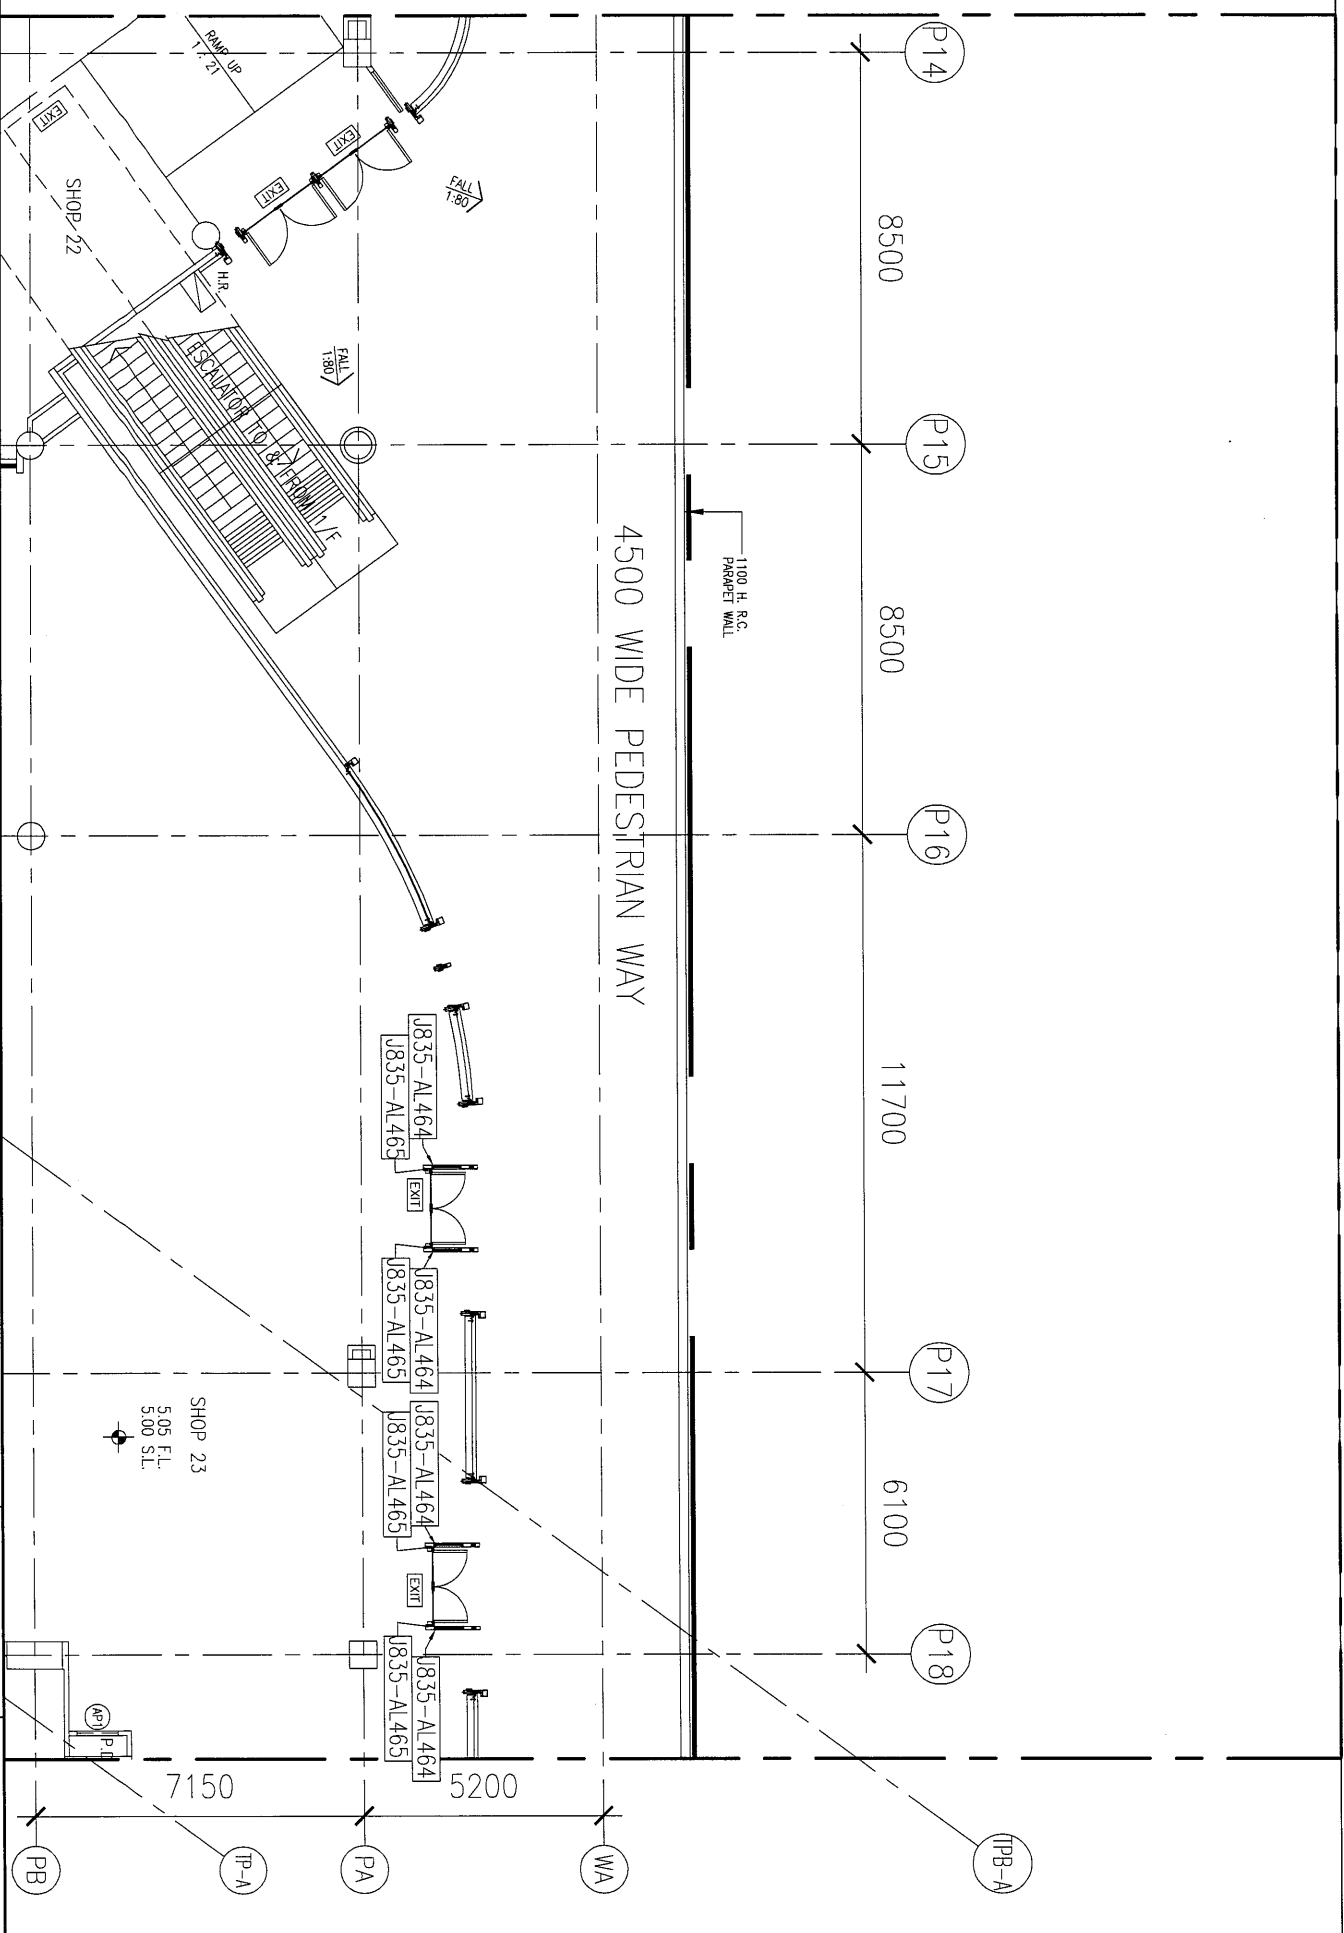 P14
P15
P16
P17
P18
8500
8500
11700
6100
1100 H. R.C.
PARAPET WALL
4500 WIDE PEDESTRIAN WAY
RAMP UP
1 : 21
EXIT
EXIT
EXIT
FALL
1:80
FALL
1:80
SHOP 22
H.R.
ESCALATOR TO & FROM 1/F
J835-AL464
J835-AL465
EXIT
J835-AL464
J835-AL465
J835-AL464
J835-AL465
EXIT
J835-AL464
J835-AL465
SHOP 23
5.05 F.L.
5.00 S.L.
AP1
P.D
7150
5200
PB
TP-A
PA
WA
TPB-A